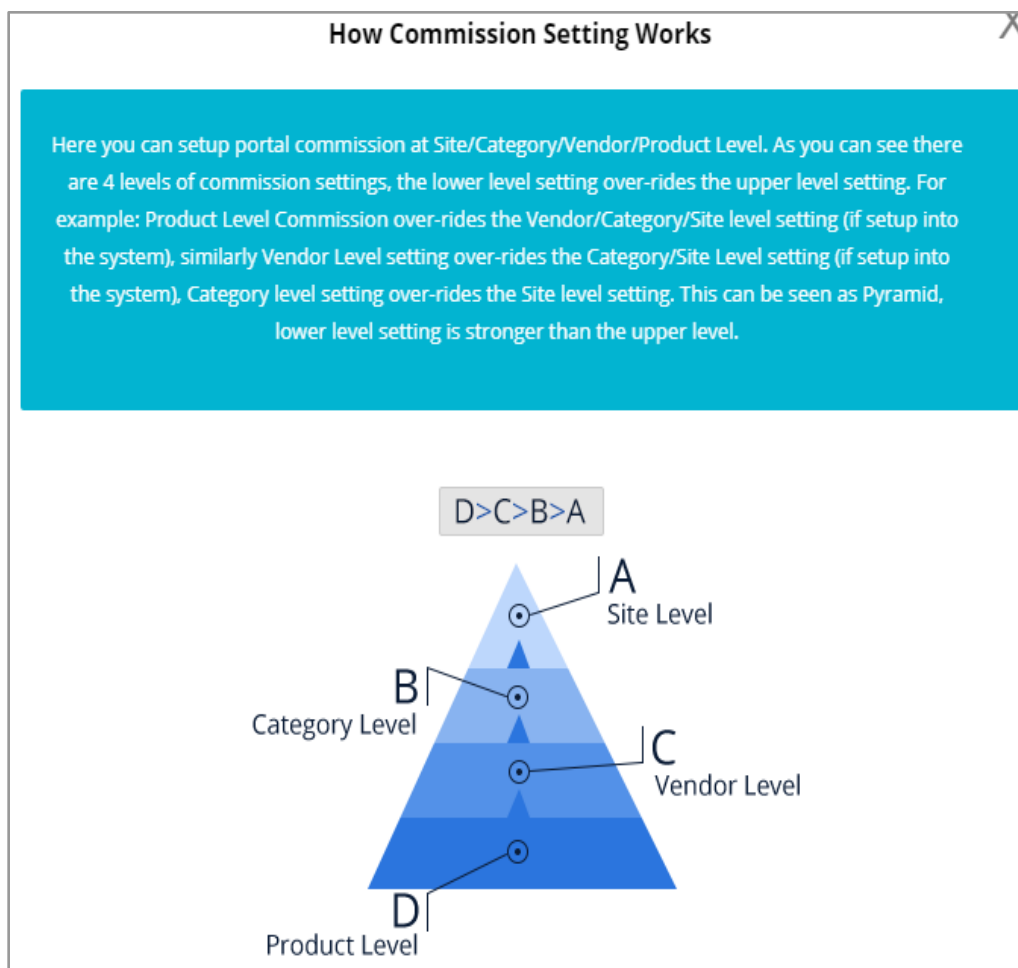 How Commission Setting Works
X
Here you can setup portal commission at Site/Category/Vendor/Product Level. As you can see there
are 4 levels of commission settings, the lower level setting over-rides the upper level setting. For
example: Product Level Commission over-rides the Vendor/Category/Site level setting (if setup into
the system), similarly Vendor Level setting over-rides the Category/Site Level setting (if setup into
the system), Category level setting over-rides the Site level setting. This can be seen as Pyramid,
lower level setting is stronger than the upper level.
D>C>B>A
A
Site Level
B
Category Level
C
Vendor Level
D
Product Level